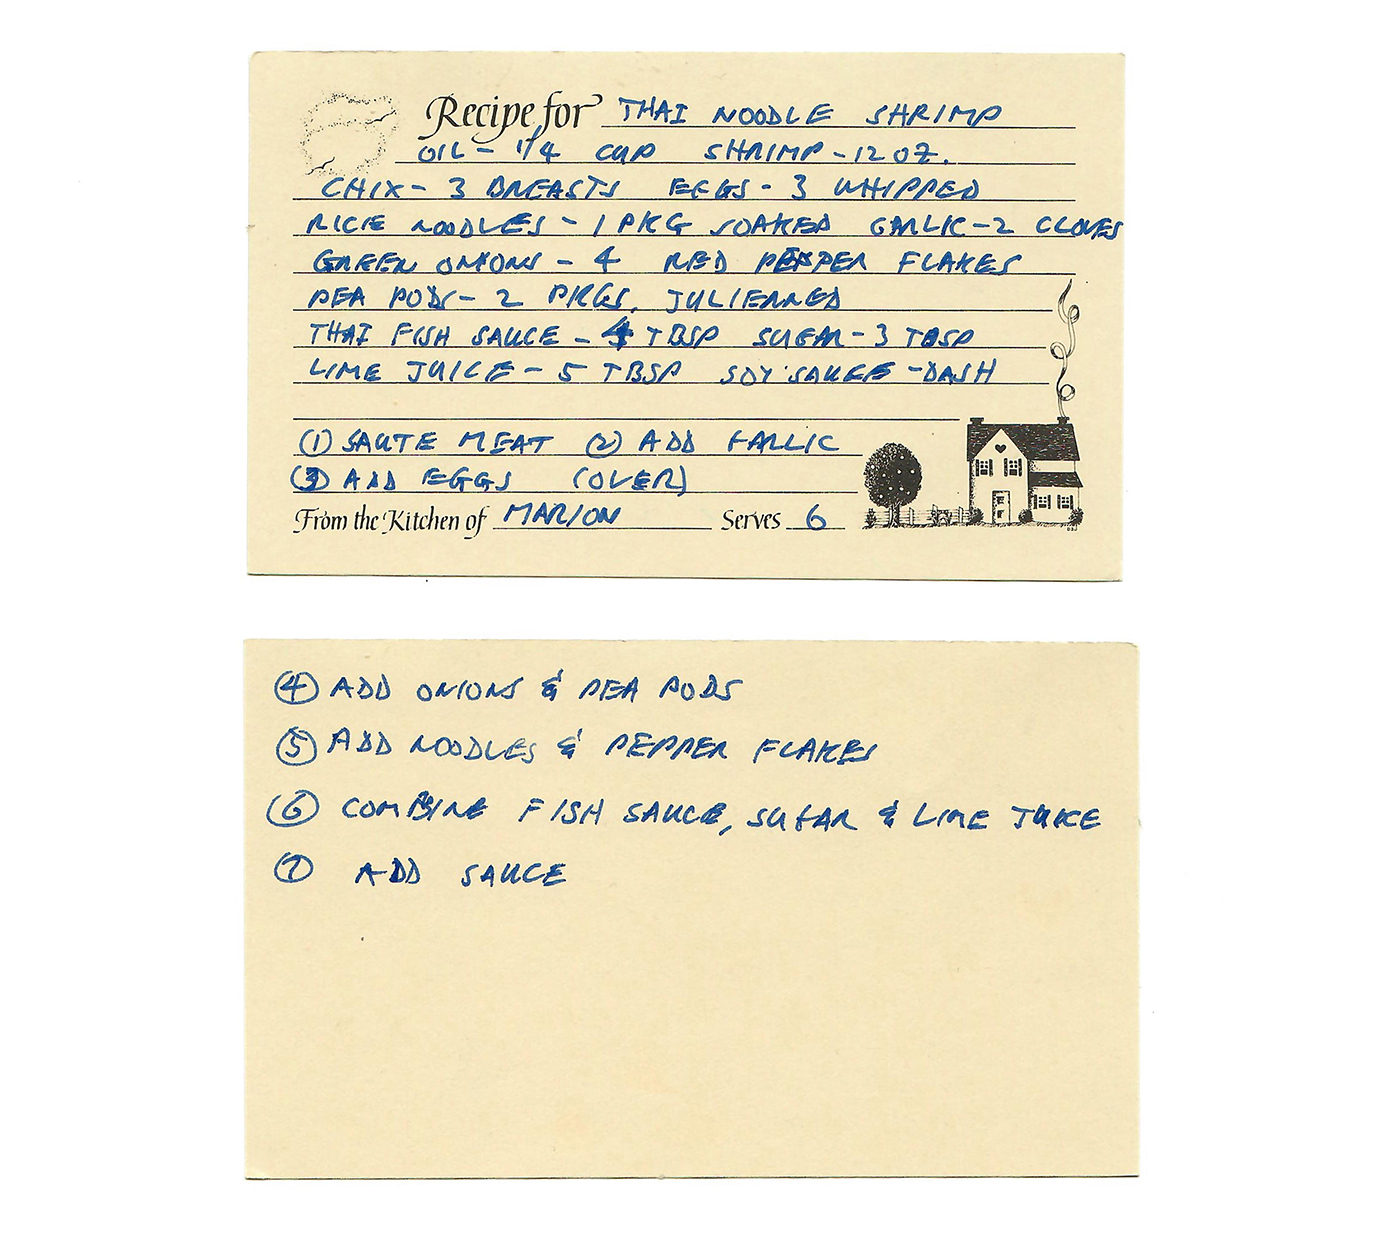 Recipe for THAI NOODLE SHRIMP
OIL - 1/4 CUP SHRIMP - 12 OZ.
CHIX - 3 BREASTS EGGS - 3 WHIPPED
RICE NOODLES - 1 PKG SOAKED GARLIC - 2 CLOVES
GREEN ONIONS - 4 RED PEPPER FLAKES
PEA PODS - 2 PKGS, JULIENNED
THAI FISH SAUCE - 4 TBSP SUGAR - 3 TBSP
LIME JUICE - 5 TBSP SOY SAUCE - DASH
(1) SAUTE MEAT (2) ADD GARLIC
(3) ADD EGGS (OVER)
From the Kitchen of MARION Serves 6
(4) ADD ONIONS & PEA PODS
(5) ADD NOODLES & PEPPER FLAKES
(6) COMBINE FISH SAUCE, SUGAR & LIME JUICE
(7) ADD SAUCE